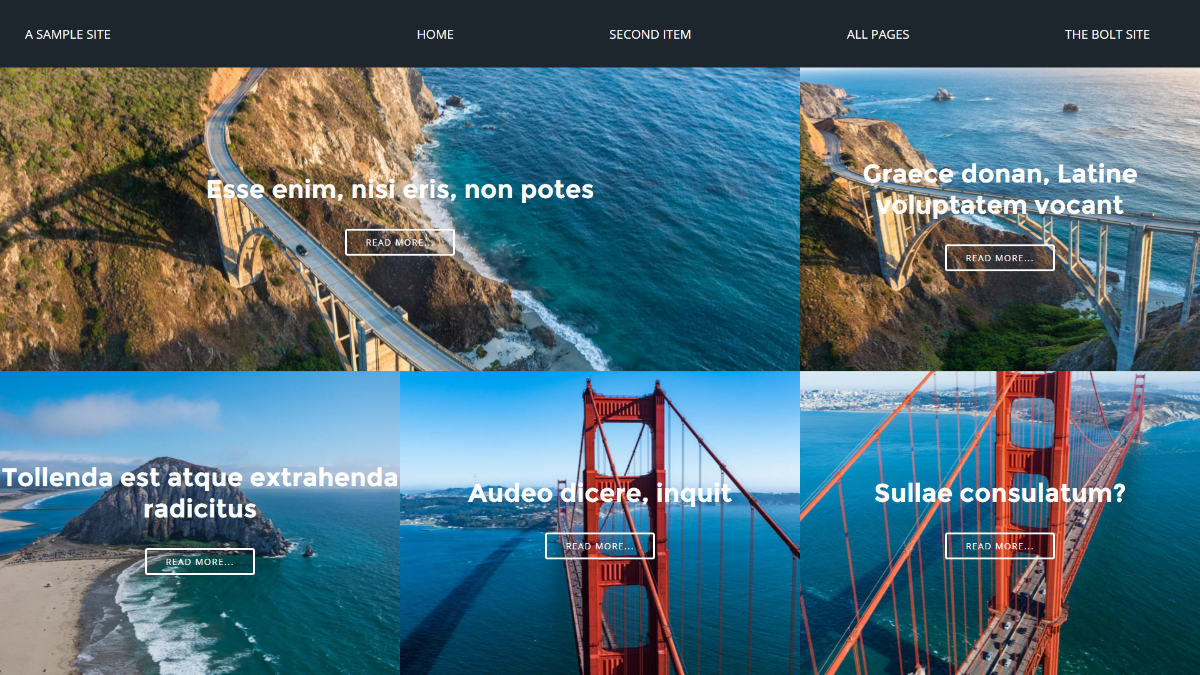 A SAMPLE SITE
HOME
SECOND ITEM
ALL PAGES
THE BOLT SITE
Esse enim, nisi eris, non potes
READ MORE...
Graece donan, Latine
voluptatem vocant
READ MORE...
Tollenda est atque extrahenda
radicitus
READ MORE...
Audeo dicere, inquit
READ MORE...
Sullae consulatum?
READ MORE...